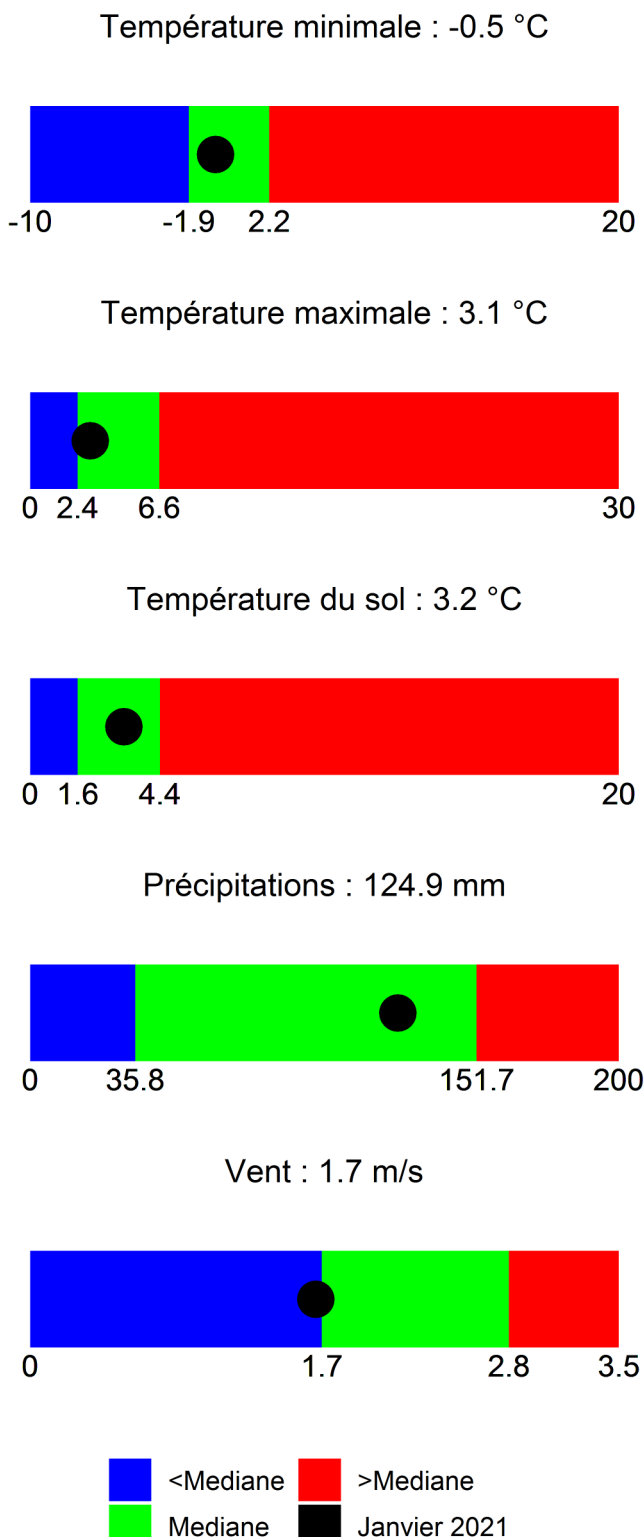 Température minimale : -0.5 °C
-10 -1.9 2.2 20
Température maximale : 3.1 °C
0 2.4 6.6 30
Température du sol : 3.2 °C
0 1.6 4.4 20
Précipitations : 124.9 mm
0 35.8 151.7 200
Vent : 1.7 m/s
0 1.7 2.8 3.5
<Mediane >Mediane
Mediane Janvier 2021